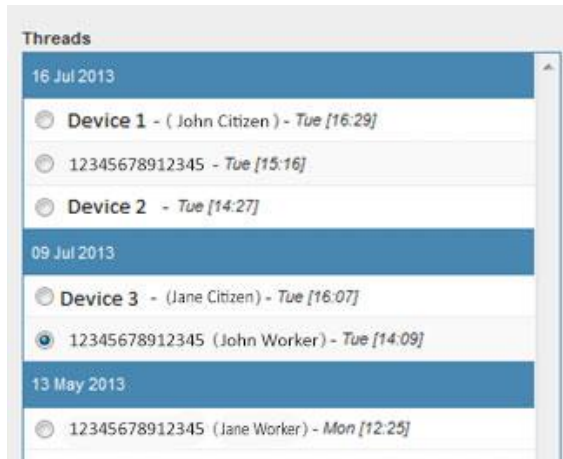 Threads
16 Jul 2013
Device 1 - ( John Citizen ) - Tue [16:29]
12345678912345 - Tue [15:16]
Device 2 - Tue [14:27]
09 Jul 2013
Device 3 - (Jane Citizen) - Tue [16:07]
12345678912345 (John Worker) - Tue [14:09]
13 May 2013
12345678912345 (Jane Worker) - Mon [12:25]